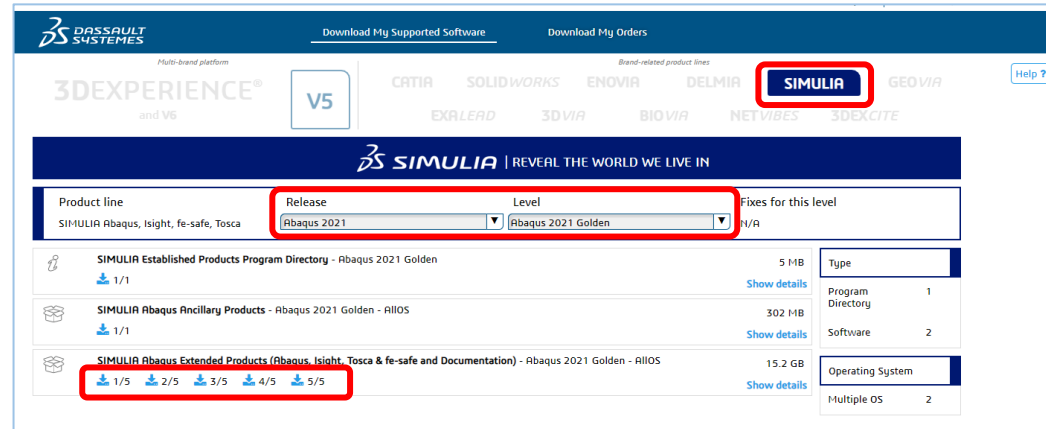 DASSAULT SYSTEMES
Download My Supported Software
Download My Orders
Multi-brand platform
Brand-related product lines
3DEXPERIENCE®
and V6
V5
CATIA
SOLIDWORKS
ENOVIA
DELMIA
SIMULIA
GEOVIA
Help ?
EXALEAD
3DVIA
BIOVIA
NETVIBES
3DEXCITE
SIMULIA | REVEAL THE WORLD WE LIVE IN
Product line
Release
Level
Fixes for this level
SIMULIA Abaqus, Isight, fe-safe, Tosca
Abaqus 2021
Abaqus 2021 Golden
N/A
SIMULIA Established Products Program Directory - Abaqus 2021 Golden
5 MB
1/1
Show details
SIMULIA Abaqus Ancillary Products - Abaqus 2021 Golden - AllOS
302 MB
1/1
Show details
SIMULIA Abaqus Extended Products (Abaqus, Isight, Tosca & fe-safe and Documentation) - Abaqus 2021 Golden - AllOS
15.2 GB
1/5 2/5 3/5 4/5 5/5
Show details
Type
Program Directory 1
Software 2
Operating System
Multiple OS 2